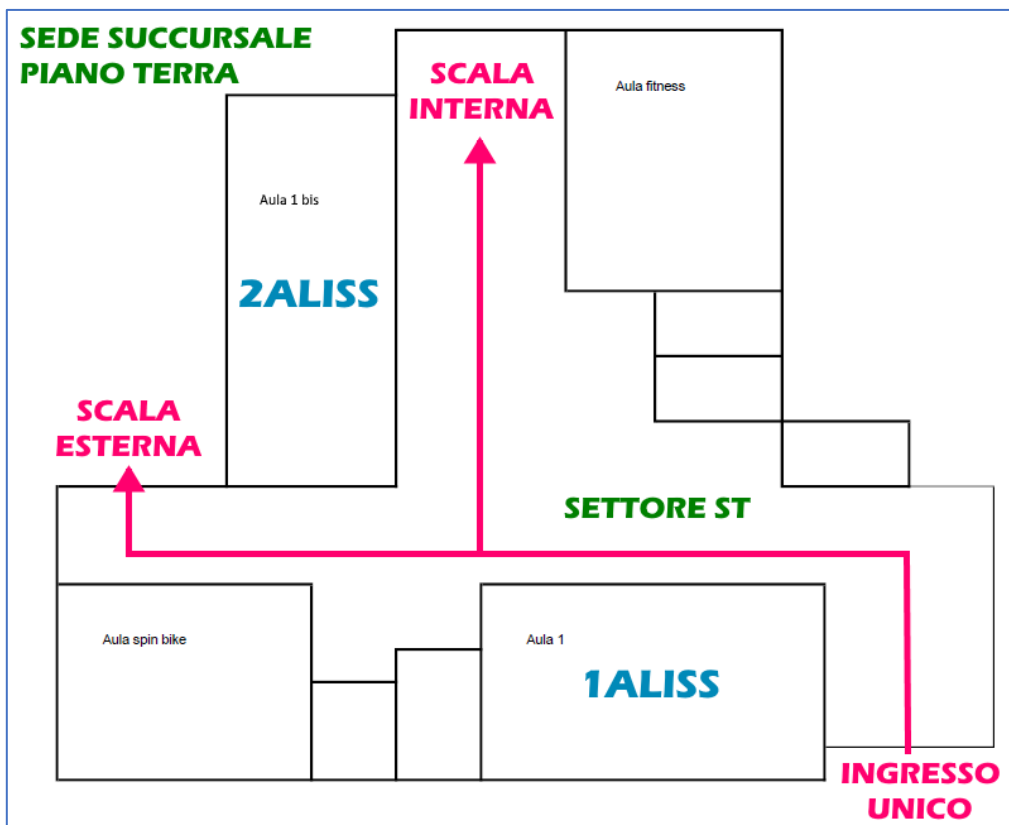 SEDE SUCCURSALE
PIANO TERRA
SCALA
INTERNA
Aula fitness
Aula 1 bis
2ALISS
SCALA
ESTERNA
SETTORE ST
Aula spin bike
Aula 1
1ALISS
INGRESSO
UNICO